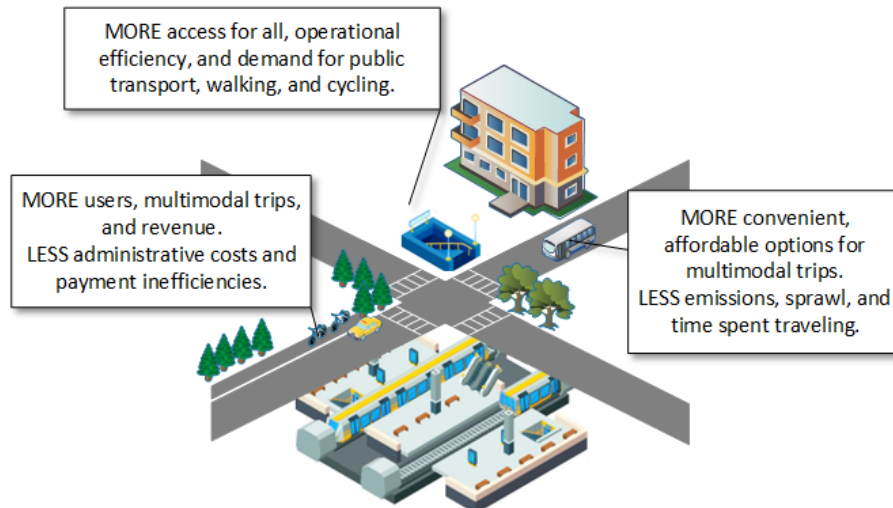 MORE access for all, operational
efficiency, and demand for public
transport, walking, and cycling.
MORE users, multimodal trips,
and revenue.
LESS administrative costs and
payment inefficiencies.
MORE convenient,
affordable options for
multimodal trips.
LESS emissions, sprawl, and
time spent traveling.